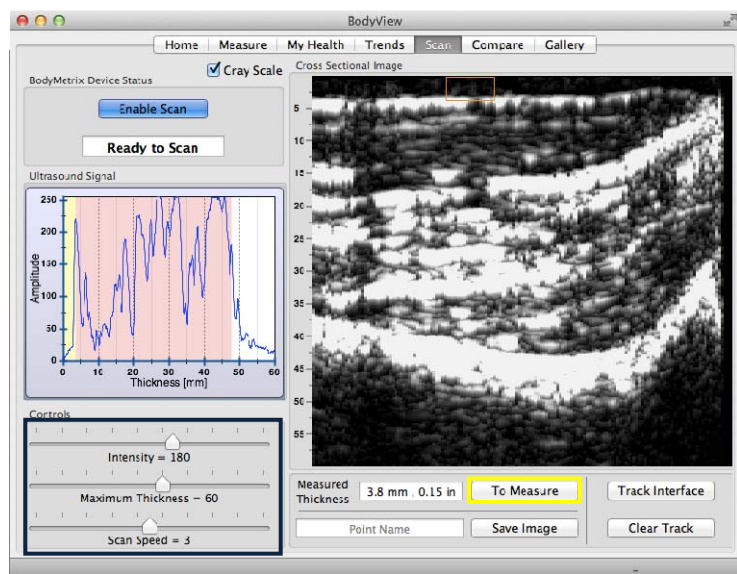 BodyView
Home Measure My Health Trends Scan Compare Gallery
Cray Scale
BodyMetrix Device Status
Enable Scan
Ready to Scan
Ultrasound Signal
250
200
150
100
50
0
Amplitude
0 10 20 30 40 50 60
Thickness [mm]
Controls
Intensity = 180
Maximum Thickness = 60
Scan Speed = 3
Cross Sectional Image
5
10
15
20
25
30
35
40
45
50
55
Measured Thickness
3.8 mm , 0.15 in
To Measure
Track Interface
Point Name
Save Image
Clear Track